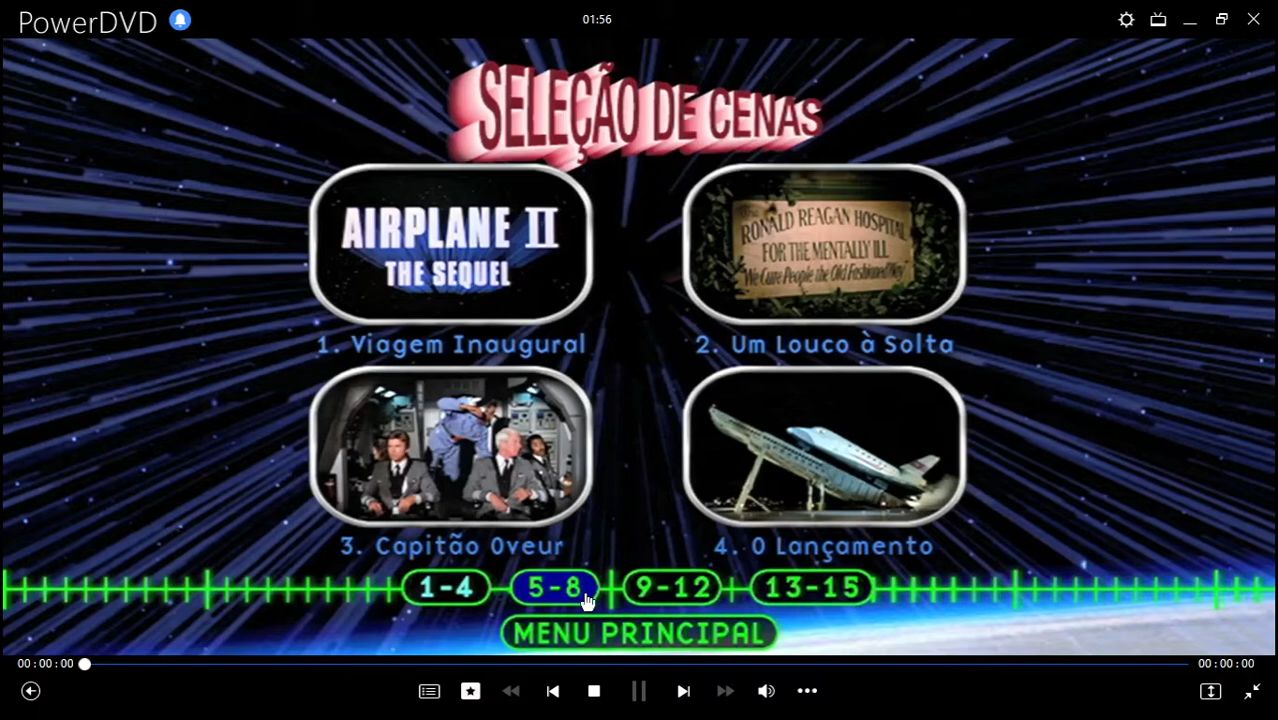 PowerDVD
01:56
SELEÇÃO DE CENAS
AIRPLANE II
THE SEQUEL
The
RONALD REAGAN HOSPITAL
FOR THE MENTALLY ILL
"We Cure People the Old Fashioned Way"
1. Viagem Inaugural
2. Um Louco à Solta
3. Capitão Oveur
4. O Lançamento
1-4
5-8
9-12
13-15
MENU PRINCIPAL
00:00:00
00:00:00